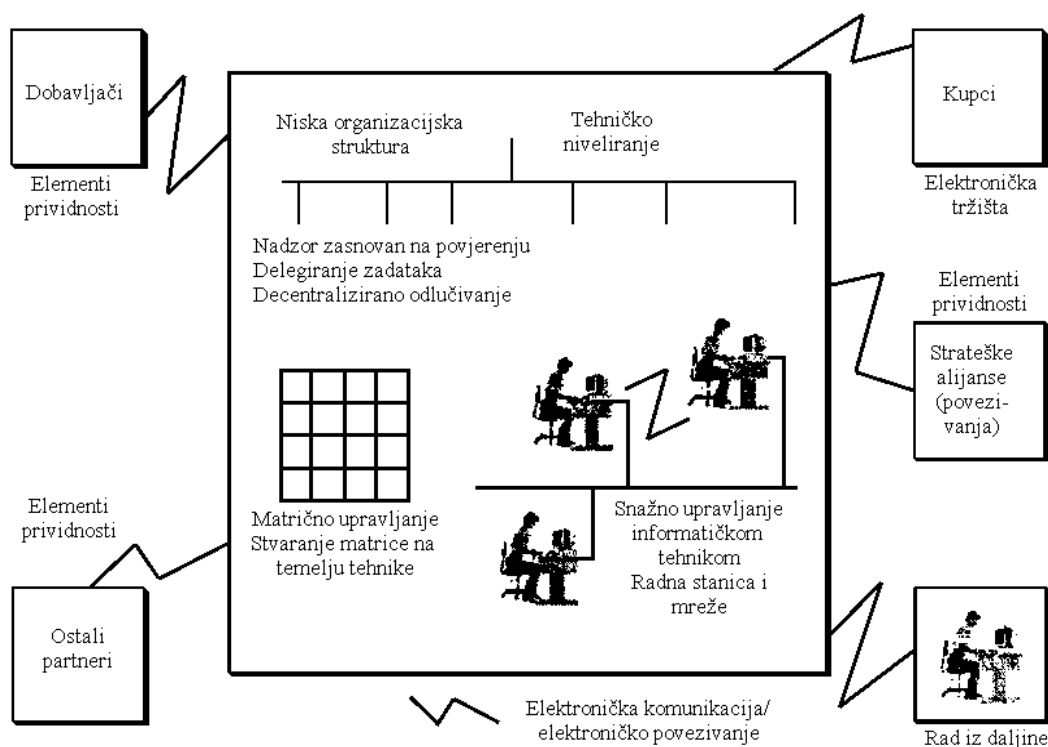 Dobavljači
Elementi
prividnosti
Niska organizacijska
struktura
Tehničko
niveliranje
Kupci
Elektronička
tržišta
Nadzor zasnovan na povjerenju
Delegiranje zadataka
Decentralizirano odlučivanje
Elementi
prividnosti
Strateške
alijanse
(povezi-
vanja)
Elementi
prividnosti
Matrično upravljanje
Stvaranje matrice na
temelju tehnike
Snažno upravljanje
informatičkom
tehnikom
Radna stanica i
mreže
Ostali
partneri
Elektronička komunikacija/
elektroničko povezivanje
Rad iz daljine